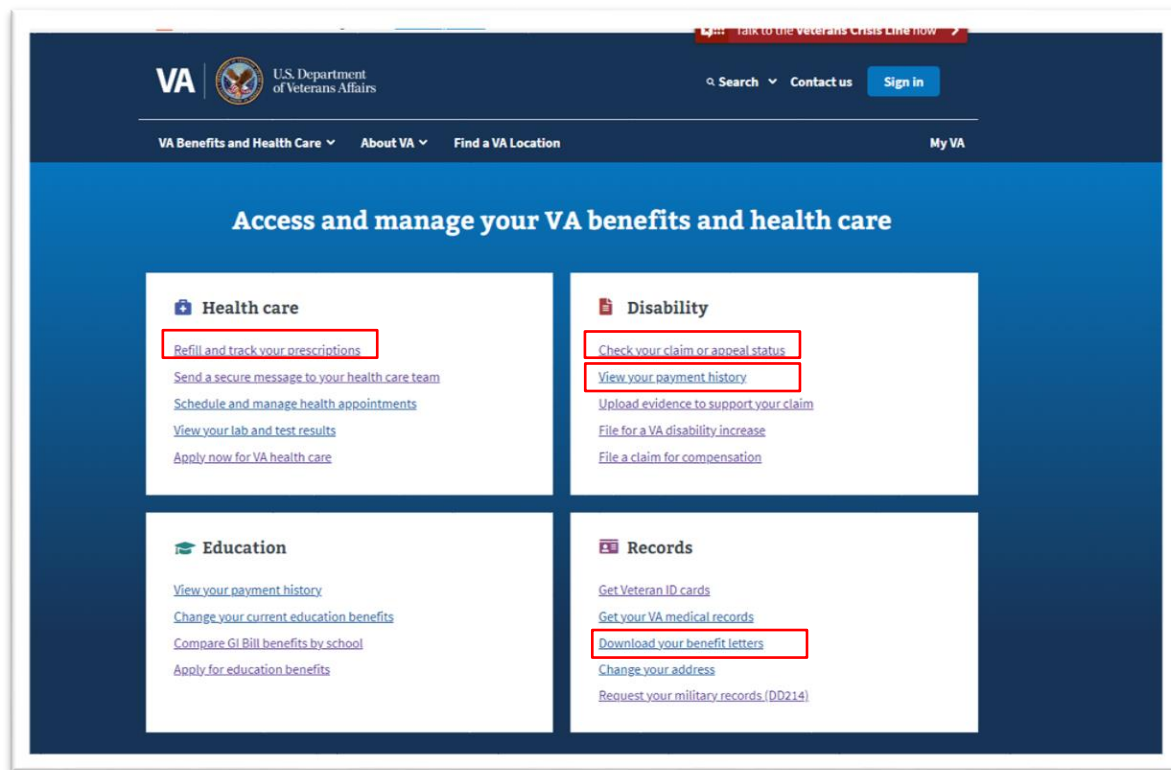 Talk to the Veterans Crisis Line now
VA
U.S. Department
of Veterans Affairs
Search
Contact us
Sign in
VA Benefits and Health Care
About VA
Find a VA Location
My VA
Access and manage your VA benefits and health care
Health care
Refill and track your prescriptions
Send a secure message to your health care team
Schedule and manage health appointments
View your lab and test results
Apply now for VA health care
Disability
Check your claim or appeal status
View your payment history
Upload evidence to support your claim
File for a VA disability increase
File a claim for compensation
Education
View your payment history
Change your current education benefits
Compare GI Bill benefits by school
Apply for education benefits
Records
Get Veteran ID cards
Get your VA medical records
Download your benefit letters
Change your address
Request your military records (DD214)